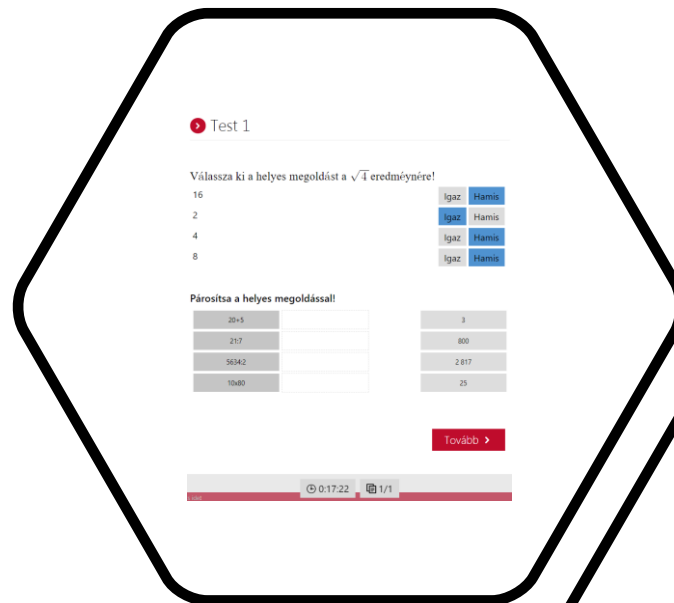 Test 1
Válassza ki a helyes megoldást a √4 eredményére!
16 Igaz Hamis
2 Igaz Hamis
4 Igaz Hamis
8 Igaz Hamis
Párosítsa a helyes megoldással!
20+5 3
21:7 800
5634:2 2 817
10x80 25
Tovább
0:17:22 1/1